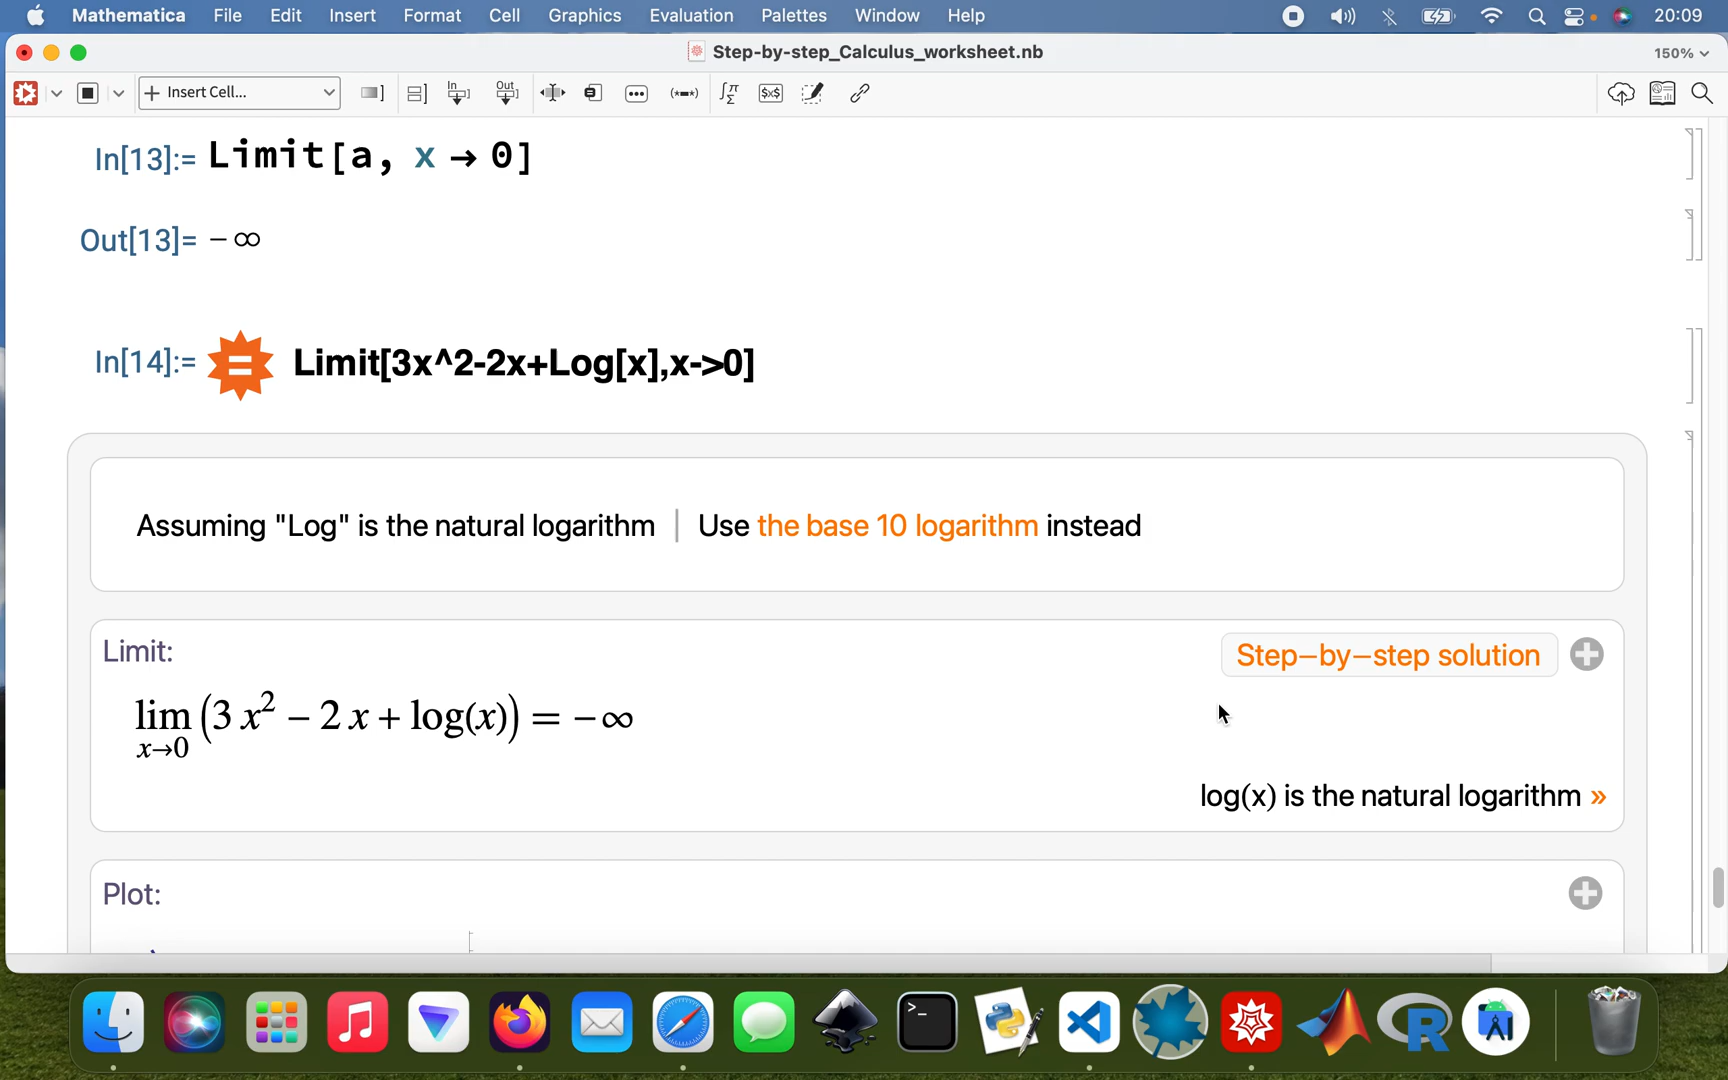 Mathematica File Edit Insert Format Cell Graphics Evaluation Palettes Window Help 20:09
Step-by-step_Calculus_worksheet.nb 150%
Insert Cell...
In[13]:= Limit[a, x → 0]
Out[13]= -∞
In[14]:= = Limit[3x^2-2x+Log[x],x->0]
Assuming "Log" is the natural logarithm | Use the base 10 logarithm instead
Limit: Step-by-step solution
lim x→0 (3 x² − 2 x + log(x)) = −∞
log(x) is the natural logarithm »
Plot: